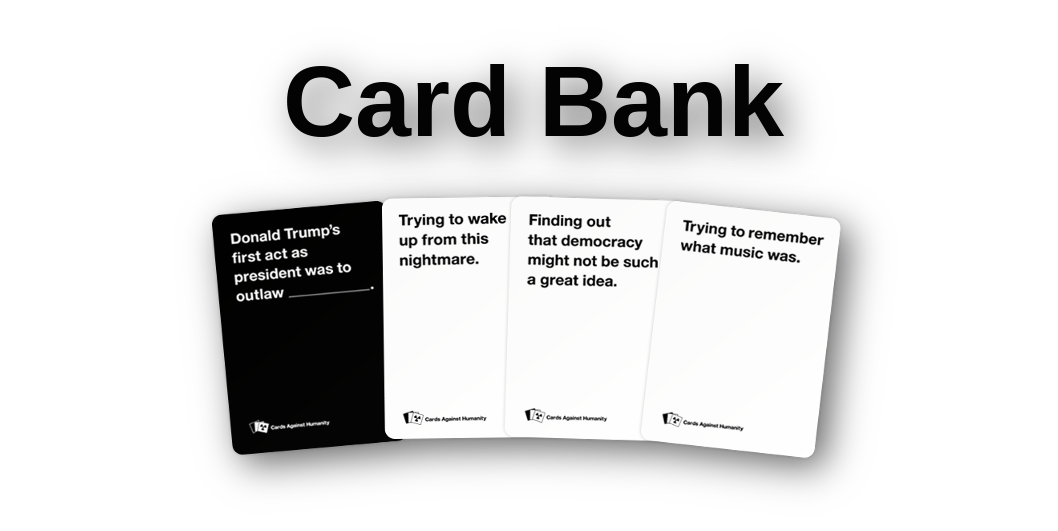 Card Bank
Donald Trump's
first act as
president was to
outlaw ____________.
Cards Against Humanity
Trying to wake
up from this
nightmare.
Cards Against Humanity
Finding out
that democracy
might not be such
a great idea.
Cards Against Humanity
Trying to remember
what music was.
Cards Against Humanity